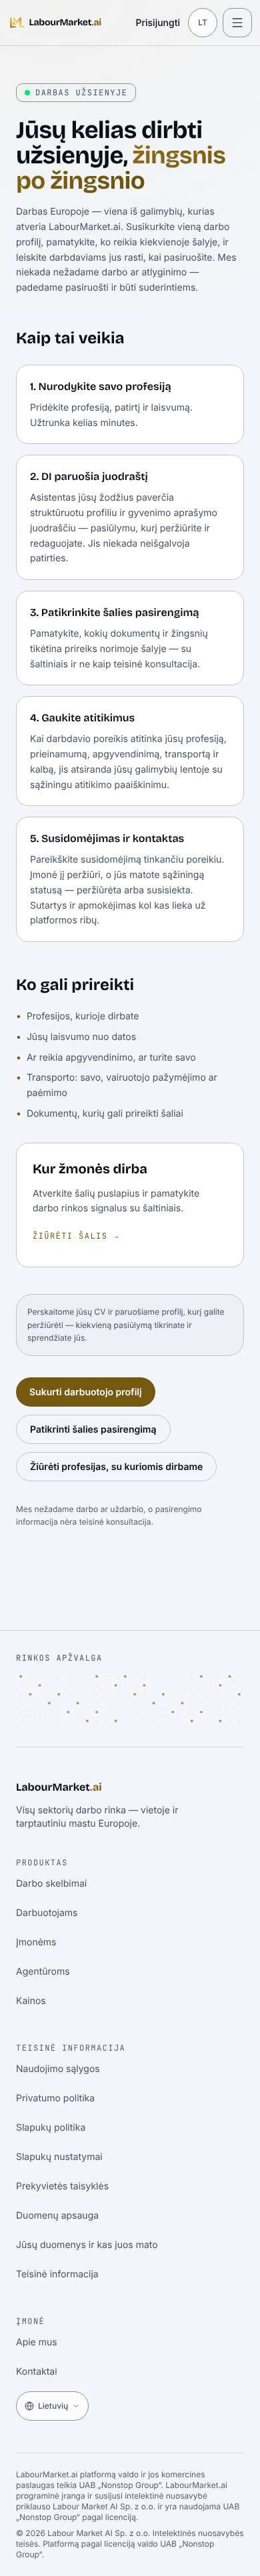 LabourMarket.ai
Prisijungti
LT
DARBAS UŽSIENYJE
Jūsų kelias dirbti
užsienyje, žingsnis
po žingsnio
Darbas Europoje — viena iš galimybių, kurias
atveria LabourMarket.ai. Susikurkite vieną darbo
profilį, pamatykite, ko reikia kiekvienoje šalyje, ir
leiskite darbdaviams jus rasti, kai pasiruošite. Mes
niekada nežadame darbo ar atlyginimo —
padedame pasiruošti ir būti suderintiems.
Kaip tai veikia
1. Nurodykite savo profesiją
Pridėkite profesiją, patirtį ir laisvumą.
Užtrunka kelias minutes.
2. DI paruošia juodraštį
Asistentas jūsų žodžius paverčia
struktūruotu profiliu ir gyvenimo aprašymo
juodraščiu — pasiūlymu, kurį peržiūrite ir
redaguojate. Jis niekada neišgalvoja
patirties.
3. Patikrinkite šalies pasirengimą
Pamatykite, kokių dokumentų ir žingsnių
tikėtina prireiks norimoje šalyje — su
šaltiniais ir ne kaip teisinė konsultacija.
4. Gaukite atitikimus
Kai darbdavio poreikis atitinka jūsų profesiją,
prieinamumą, apgyvendinimą, transportą ir
kalbą, jis atsiranda jūsų galimybių lentoje su
sąžiningu atitikimo paaiškinimu.
5. Susidomėjimas ir kontaktas
Pareikškite susidomėjimą tinkančiu poreikiu.
Įmonė jį peržiūri, o jūs matote sąžiningą
statusą — peržiūrėta arba susisiekta.
Sutartys ir apmokėjimas kol kas lieka už
platformos ribų.
Ko gali prireikti
• Profesijos, kurioje dirbate
• Jūsų laisvumo nuo datos
• Ar reikia apgyvendinimo, ar turite savo
• Transporto: savo, vairuotojo pažymėjimo ar
paėmimo
• Dokumentų, kurių gali prireikti šaliai
Kur žmonės dirba
Atverkite šalių puslapius ir pamatykite
darbo rinkos signalus su šaltiniais.
ŽIŪRĖTI ŠALIS →
Perskaitome jūsų CV ir paruošiame profilį, kurį galite
peržiūrėti — kiekvieną pasiūlymą tikrinate ir
sprendžiate jūs.
Sukurti darbuotojo profilį
Patikrinti šalies pasirengimą
Žiūrėti profesijas, su kuriomis dirbame
Mes nežadame darbo ar uždarbio, o pasirengimo
informacija nėra teisinė konsultacija.
RINKOS APŽVALGA
LabourMarket.ai
Visų sektorių darbo rinka — vietoje ir
tarptautiniu mastu Europoje.
PRODUKTAS
Darbo skelbimai
Darbuotojams
Įmonėms
Agentūroms
Kainos
TEISINĖ INFORMACIJA
Naudojimo sąlygos
Privatumo politika
Slapukų politika
Slapukų nustatymai
Prekyvietės taisyklės
Duomenų apsauga
Jūsų duomenys ir kas juos mato
Teisinė informacija
ĮMONĖ
Apie mus
Kontaktai
Lietuvių
LabourMarket.ai platformą valdo ir jos komercines
paslaugas teikia UAB „Nonstop Group“. LabourMarket.ai
programinė įranga ir susijusi intelektinė nuosavybė
priklauso Labour Market AI Sp. z o.o. ir yra naudojama UAB
„Nonstop Group“ pagal licenciją.
© 2026 Labour Market AI Sp. z o.o. Intelektinės nuosavybės
teisės. Platformą pagal licenciją valdo UAB „Nonstop
Group“.